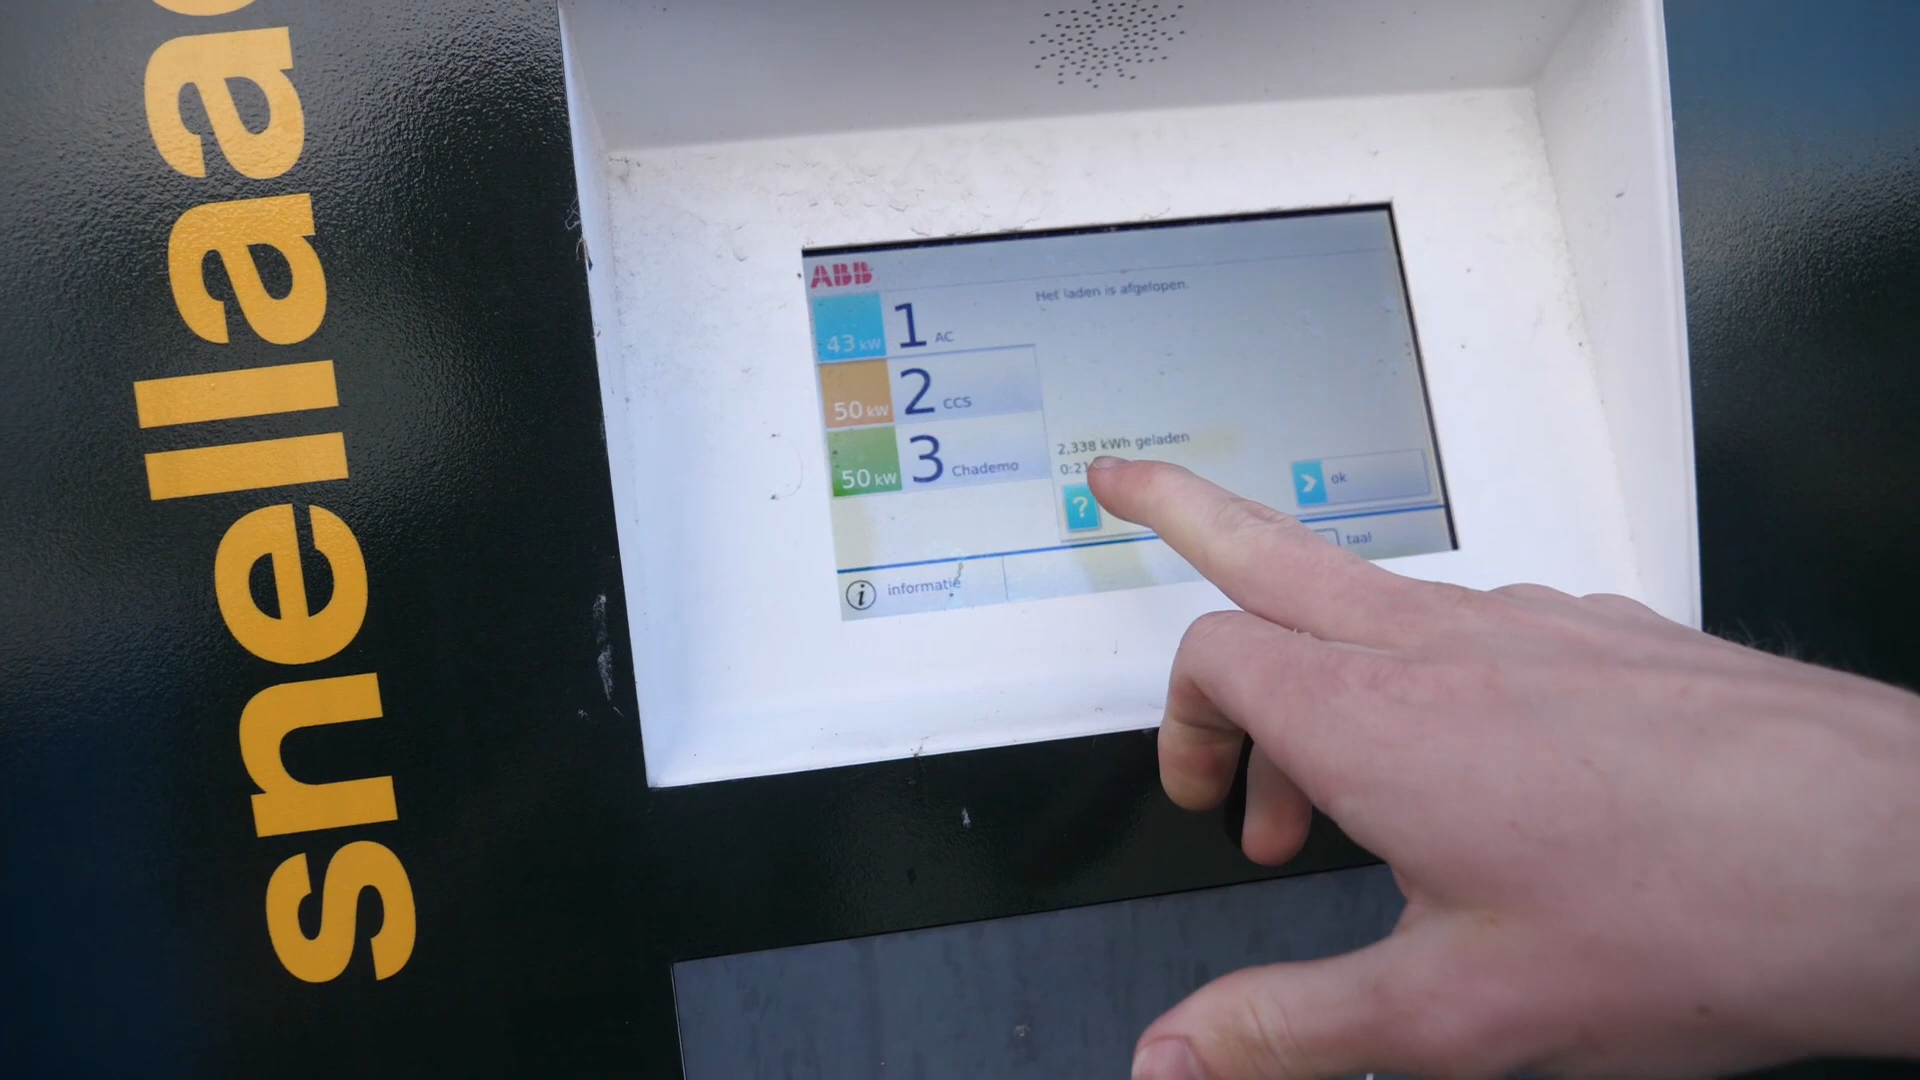 snellaa
ABB
Het laden is afgelopen.
43 kW 1 AC
50 kW 2 CCS
50 kW 3 Chademo
2,338 kWh geladen
0:21
?
ok
i informatie
taal